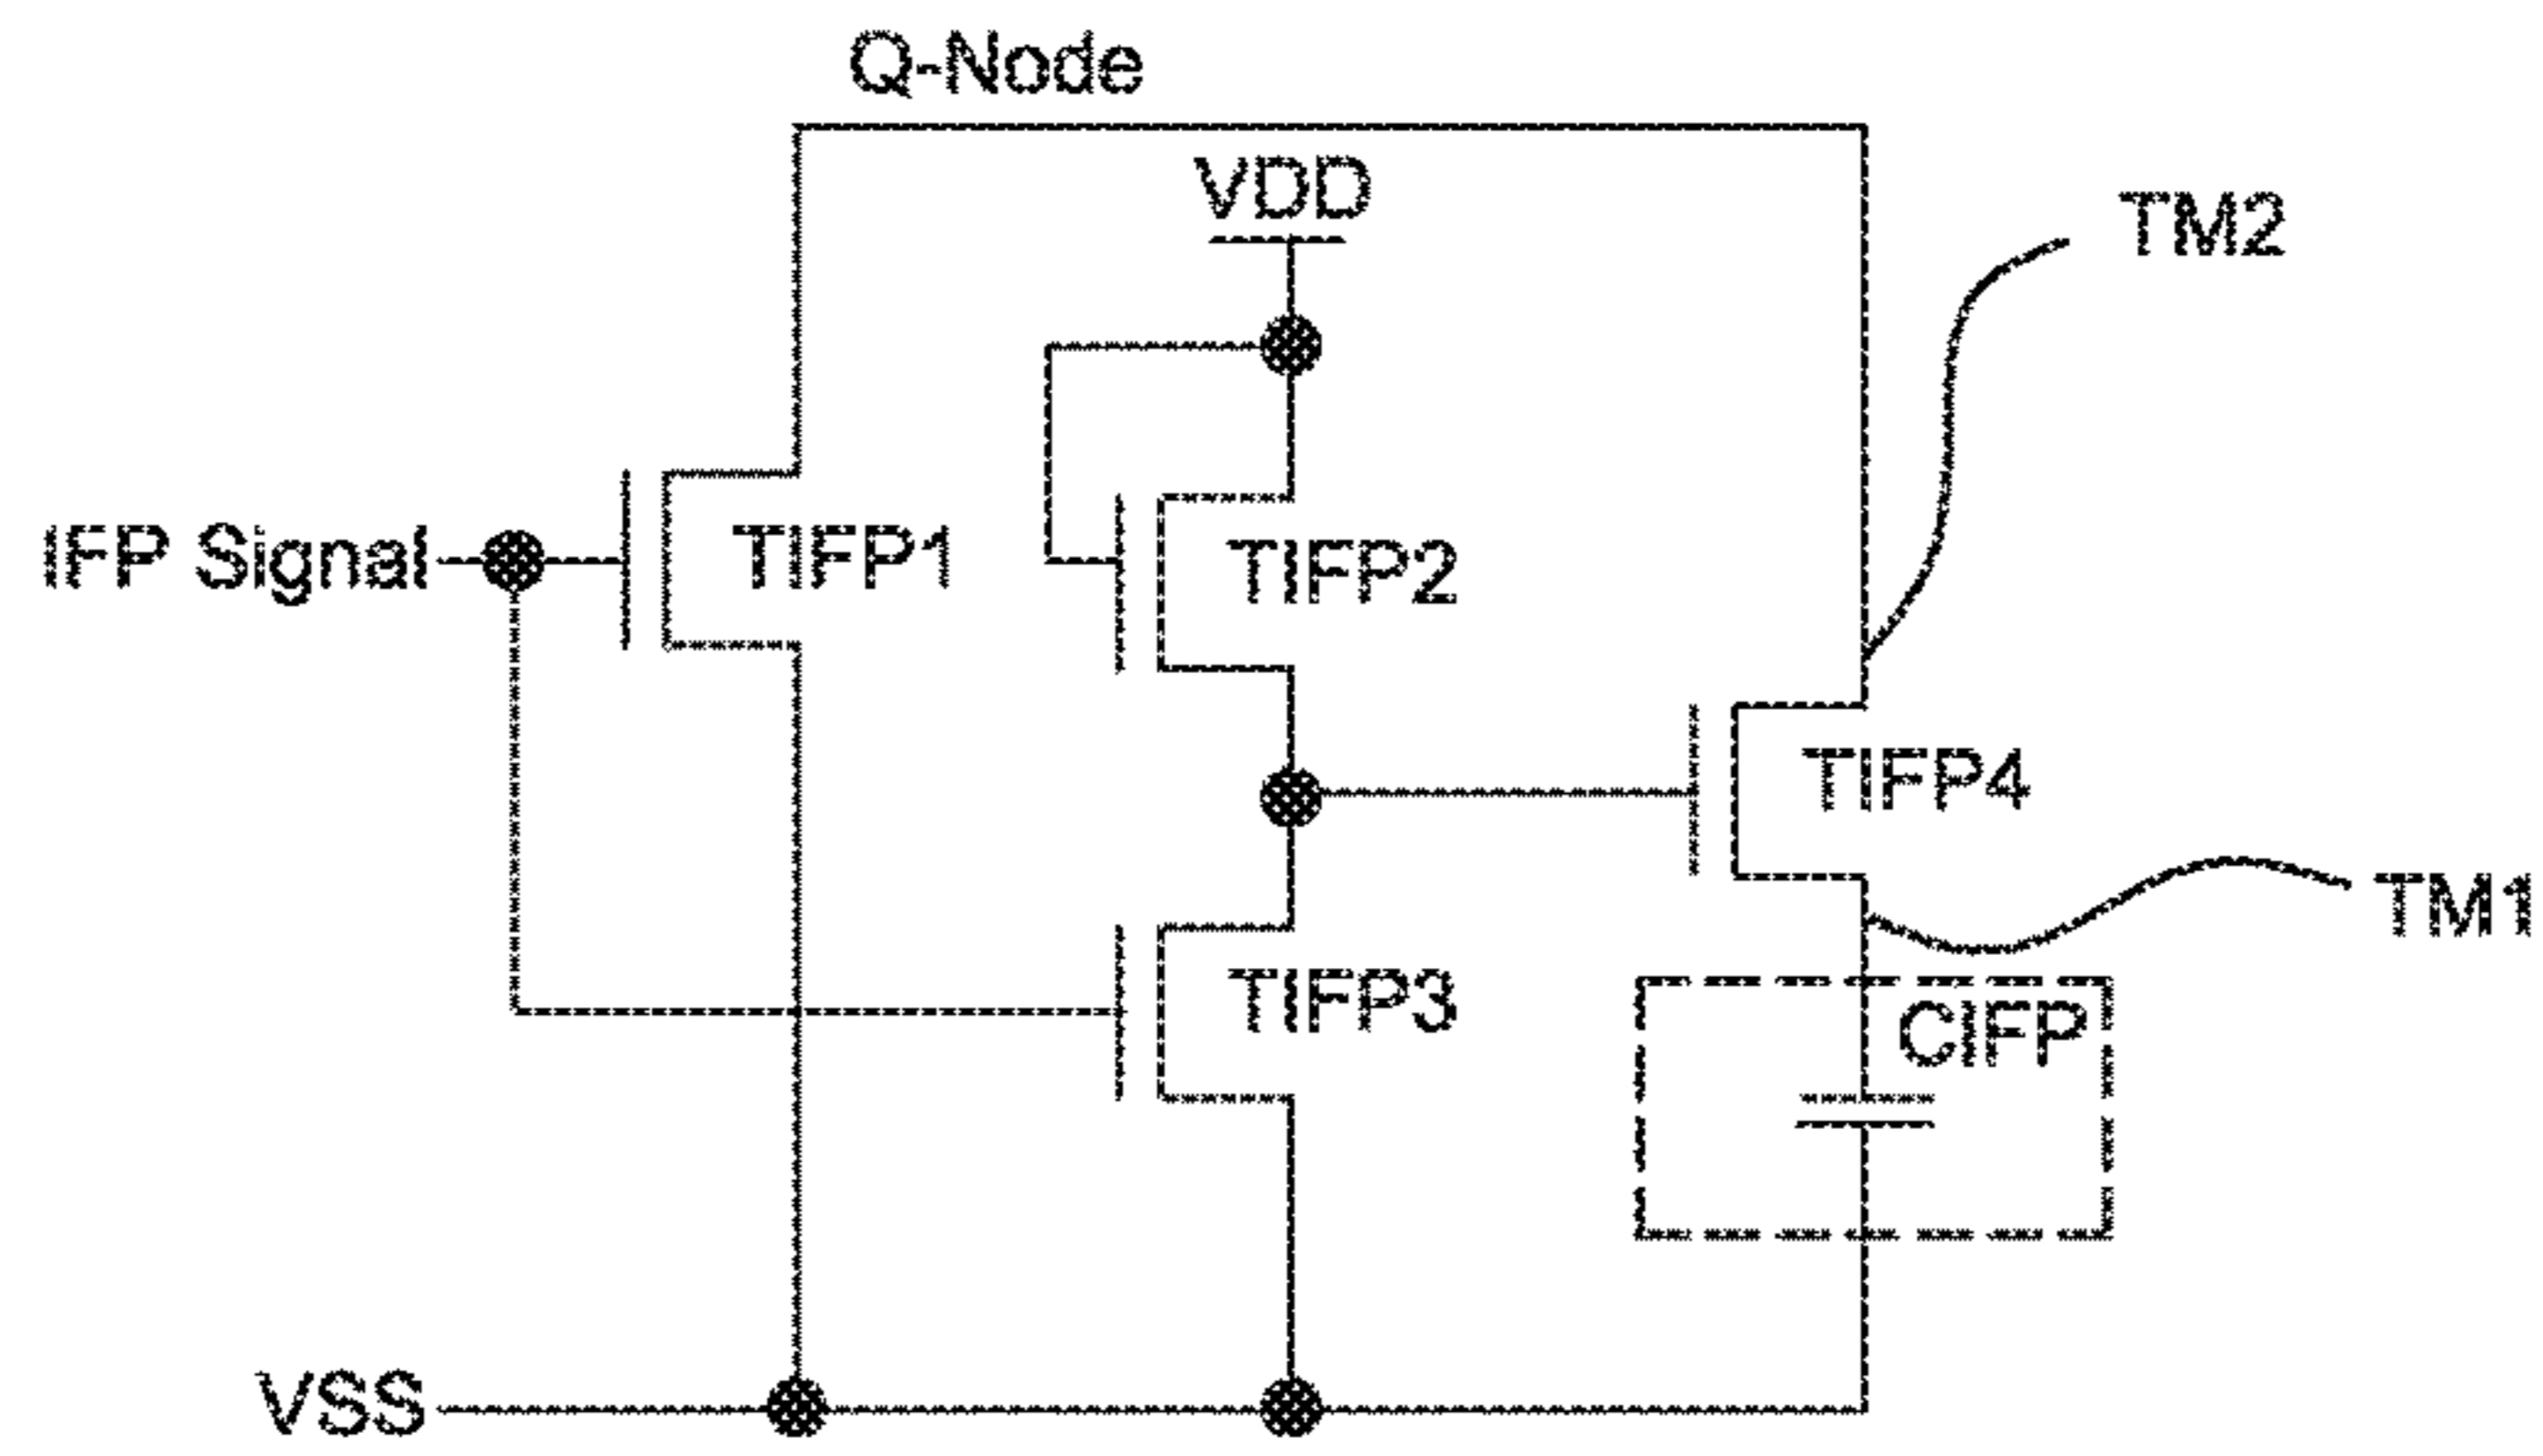 Q-Node
VDD
TM2
IFP Signal
TIFP1
TIFP2
TIFP4
TM1
TIFP3
CIFP
VSS